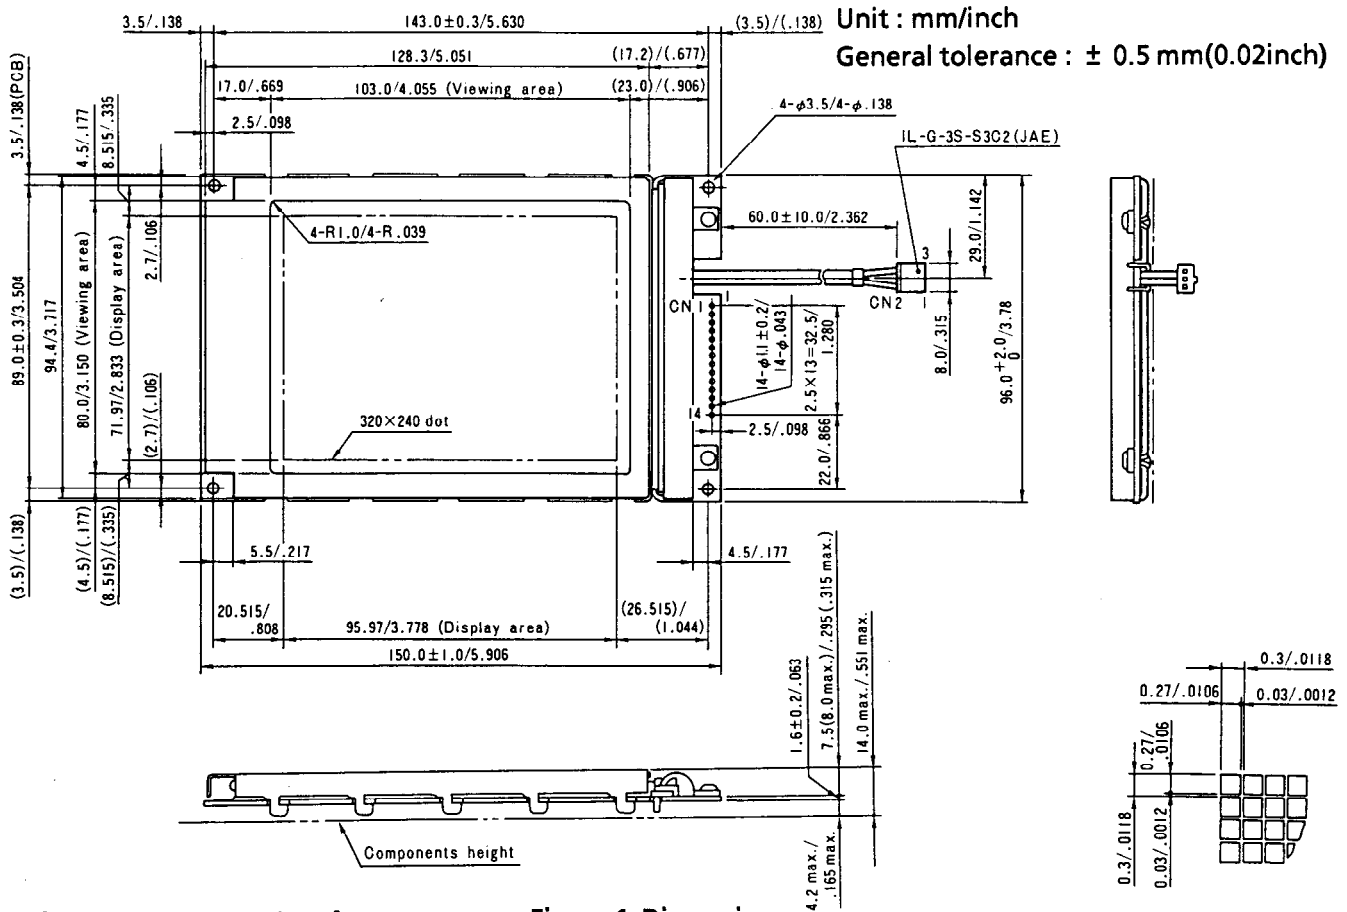 Unit : mm/inch
General tolerance : ± 0.5 mm(0.02inch)
3.5/.138
143.0±0.3/5.630
(3.5)/(.138)
128.3/5.051
(17.2)/(.677)
17.0/.669
103.0/4.055 (Viewing area)
(23.0)/(.906)
2.5/.098
4-φ3.5/4-φ.138
IL-G-3S-S3C2(JAE)
3.5/.138(PCB)
4.5/.177
8.515/.335
89.0±0.3/3.504
94.4/3.717
80.0/3.150 (Viewing area)
71.97/2.833 (Display area)
2.7/.106
(2.7)/(.106)
(3.5)/(.138)
(4.5)/(.177)
(8.515)/(.335)
4-R1.0/4-R.039
320×240 dot
60.0±10.0/2.362
29.0/1.142
3
CN2
1
8.0/.315
96.0+2.0/3.78
0
CN1
1
14-φ1.1±0.2/
14-φ.043
2.5×13=32.5/
1.280
14
2.5/.098
22.0/.866
5.5/.217
4.5/.177
20.515/
.808
95.97/3.778 (Display area)
(26.515)/
(1.044)
150.0±1.0/5.906
1.6±0.2/.063
7.5(8.0max.)/.295(.315 max.)
14.0 max./.551 max.
4.2 max./
.165 max.
Components height
0.3/.0118
0.27/.0106
0.03/.0012
0.27/
.0106
0.3/.0118
0.03/.0012